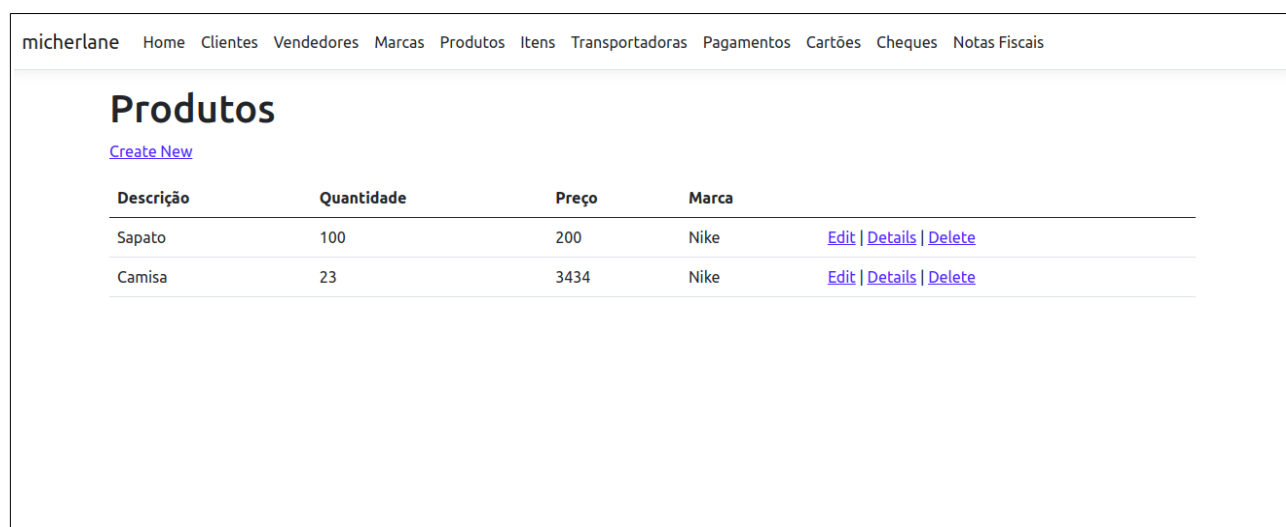 micherlane Home Clientes Vendedores Marcas Produtos Itens Transportadoras Pagamentos Cartões Cheques Notas Fiscais
Produtos
Create New
Descrição Quantidade Preço Marca
Sapato 100 200 Nike Edit | Details | Delete
Camisa 23 3434 Nike Edit | Details | Delete